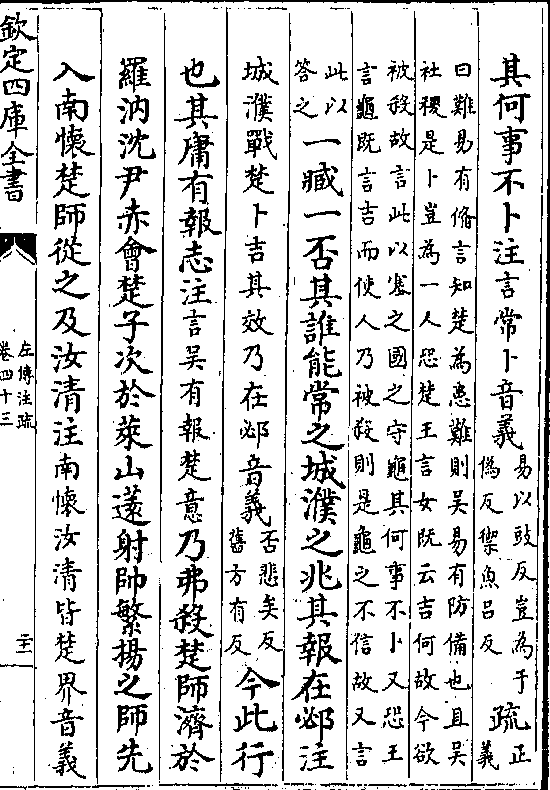 其何事不卜注言常卜音義易以豉反豈為于偽反禦魚呂反疏正義
曰難易有脩言知楚為患難則吳易有防備也且吳
社稷是卜豈為一人恐楚王言女既云吉何故今欲
被殺故言此以塞之國之守龜其何事不卜又恐王
言龜既言吉而使人乃被殺則是龜之不信故又言
此以答之一臧一否其誰能常之城濮之兆其報在邲注
城濮戰楚卜吉其效乃在邲音義否悲矣反舊方有反今此行
也其庸有報志注言吳有報楚意乃弗殺楚師濟於
羅汭沈尹赤會楚子次於萊山薳射帥繁揚之師先
入南懷楚師從之及汝清注南懷汝清皆楚界音義
欽定四庫全書
左傳注疏
卷四十三
二十一